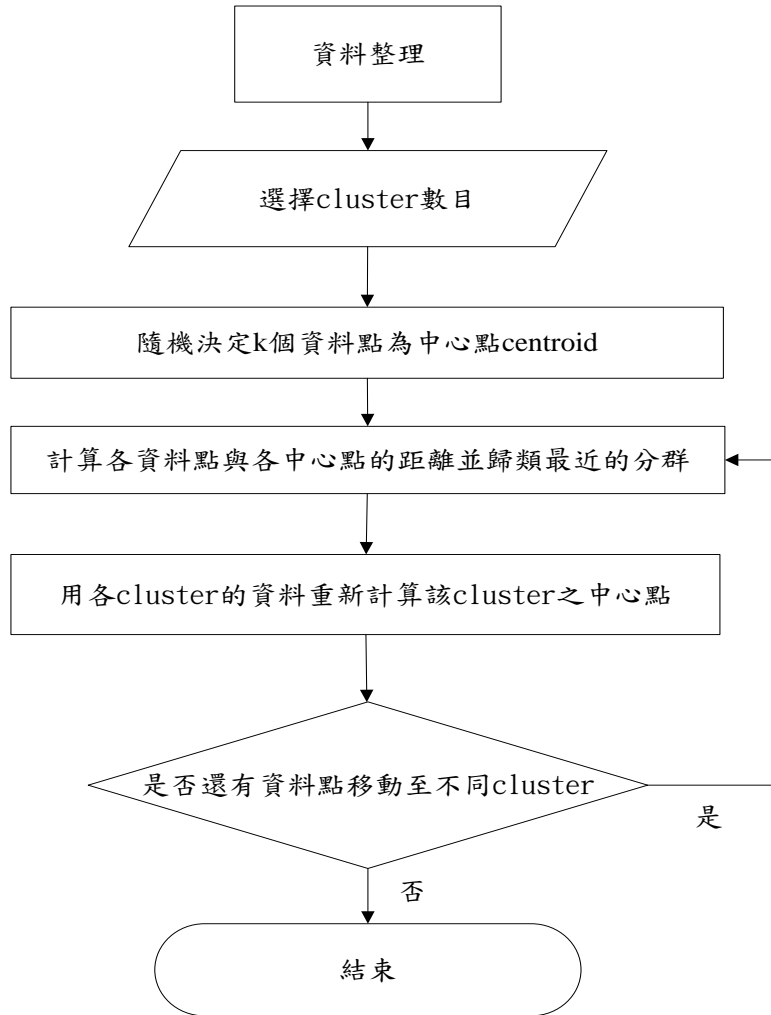 資料整理
選擇cluster數目
隨機決定k個資料點為中心點centroid
計算各資料點與各中心點的距離並歸類最近的分群
用各cluster的資料重新計算該cluster之中心點
是否還有資料點移動至不同cluster
是
否
結束